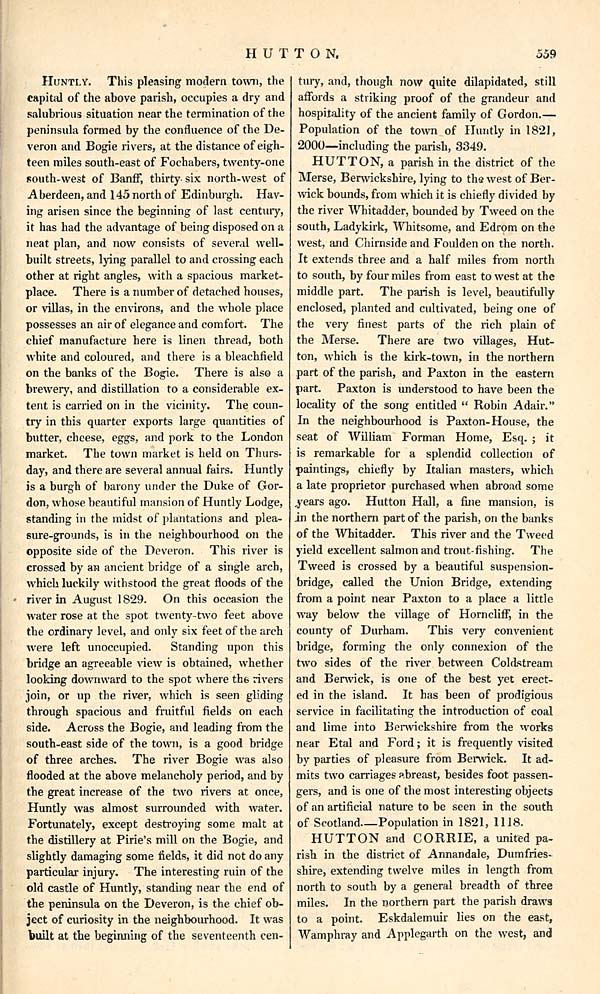 HUTTON. 559
HUNTLY. This pleasing modern town, the
capital of the above parish, occupies a dry and
salubrious situation near the termination of the
peninsula formed by the confluence of the De-
veron and Bogie rivers, at the distance of eigh-
teen miles south-east of Fochabers, twenty-one
south-west of Banff, thirty-six north-west of
Aberdeen, and 145 north of Edinburgh. Hav-
ing arisen since the beginning of last century,
it has had the advantage of being disposed on a
neat plan, and now consists of several well-
built streets, lying parallel to and crossing each
other at right angles, with a spacious market-
place. There is a number of detached houses,
or villas, in the environs, and the whole place
possesses an air of elegance and comfort. The
chief manufacture here is linen thread, both
white and coloured, and there is a bleachfield
on the banks of the Bogie. There is also a
brewery, and distillation to a considerable ex-
tent is carried on in the vicinity. The coun-
try in this quarter exports large quantities of
butter, cheese, eggs, and pork to the London
market. The town market is held on Thurs-
day, and there are several annual fairs. Huntly
is a burgh of barony under the Duke of Gor-
don, whose beautiful mansion of Huntly Lodge,
standing in the midst of plantations and plea-
sure-grounds, is in the neighbourhood on the
opposite side of the Deveron. This river is
crossed by an ancient bridge of a single arch,
which luckily withstood the great floods of the
river in August 1829. On this occasion the
water rose at the spot twenty-two feet above
the ordinary level, and only six feet of the arch
were left unoccupied. Standing upon this
bridge an agreeable view is obtained, whether
looking downward to the spot where the rivers
join, or up the river, which is seen gliding
through spacious and fruitful fields on each
side. Across the Bogie, and leading from the
south-east side of the town, is a good bridge
of three arches. The river Bogie was also
flooded at the above melancholy period, and by
the great increase of the two rivers at once,
Huntly was almost surrounded with water.
Fortunately, except destroying some malt at
the distillery at Pirie's mill on the Bogie, and
slightly damaging some fields, it did not do any
particular injury. The interesting ruin of the
old castle of Huntly, standing near the end of
the peninsula on the Deveron, is the chief ob-
ject of curiosity in the neighbourhood. It was
built at the beginning of the seventeenth cen-
tury, and, though now quite dilapidated, still
affords a striking proof of the grandeur and
hospitality of the ancient family of Gordon.—
Population of the town of Huntly in 1821,
2000—including the parish, 3349.
HUTTON, a parish in the district of the
Merse, Berwickshire, lying to the west of Ber-
wick bounds, from which it is chiefly divided by
the river Whitadder, bounded by Tweed on the
south, Ladykirk, Whitsome, and Edrom on the
west, and Chirnside and Foulden on the north.
It extends three and a half miles from north
to south, by four miles from east to west at the
middle part. The parish is level, beautifully
enclosed, planted and cultivated, being one of
the very finest parts of the rich plain of
the Merse. There are two villages, Hut-
ton, which is the kirk-town, in the northern
part of the parish, and Paxton in the eastern
part. Paxton is understood to have been the
locality of the song entitled “ Robin Adair.”
In the neighbourhood is Paxton-House, the
seat of William Forman Home, Esq. ; it
is remarkable for a splendid collection of
paintings, chiefly by Italian masters, which
a late proprietor purchased when abroad some
years ago. Hutton Hall, a fine mansion, is
in the northern part of the parish, on the banks
of the Whitadder. This river and the Tweed
yield excellent salmon and trout-fishing. The
Tweed is crossed by a beautiful suspension-
bridge, called the Union Bridge, extending
from a point near Paxton to a place a little
way below the village of Horncliff, in the
county of Durham. This very convenient
bridge, forming the only connexion of the
two sides of the river between Coldstream
and Berwick, is one of the best yet erect-
ed in the island. It has been of prodigious
service in facilitating the introduction of coal
and lime into Berwickshire from the works
near Etal and Ford ; it is frequently visited
by parties of pleasure from Berwick. It ad-
mits two carriages abreast, besides foot passen-
gers, and is one of the most interesting objects
of an artificial nature to be seen in the south
of Scotland.—Population in 1821, 1118.
HUTTON and CORRIE, a united pa-
rish in the district of Annandale, Dumfries-
shire, extending twelve miles in length from
north to south by a general breadth of three
miles. In the northern part the parish draws
to a point. Eskdalemuir lies on the east,
Wamphray and Applegarth on the west, and